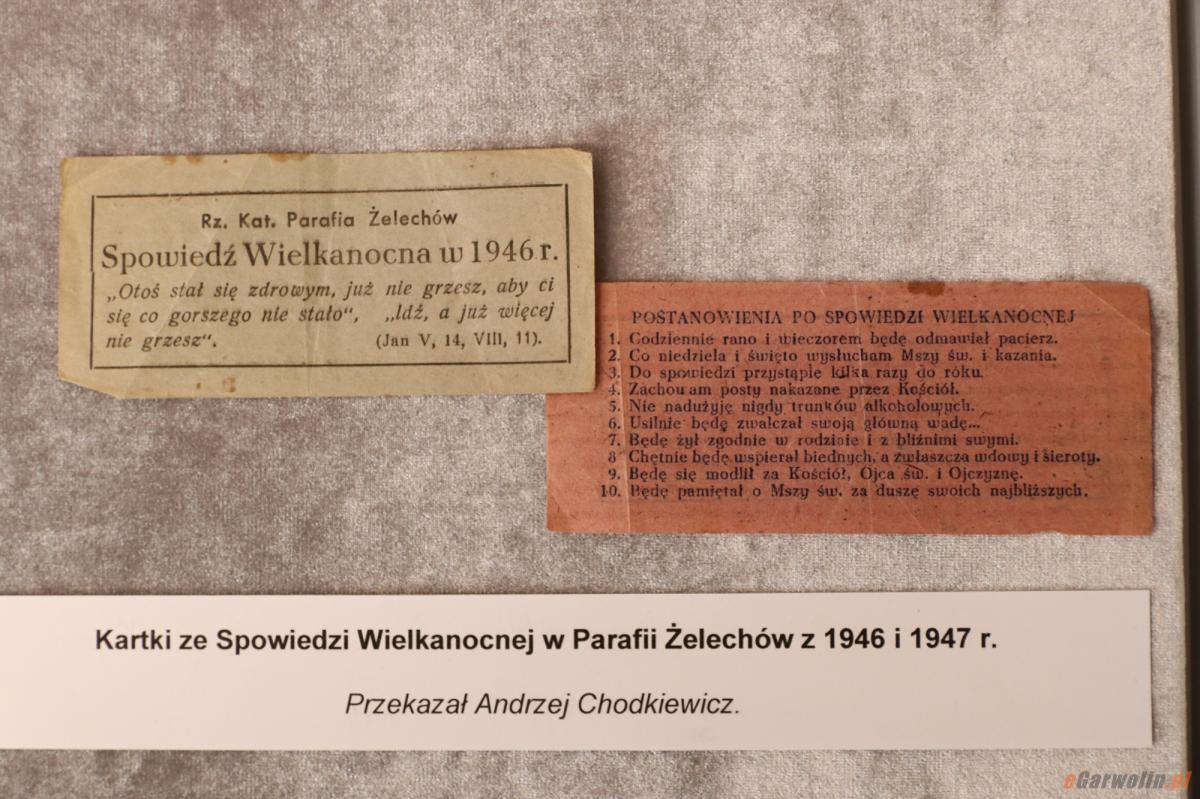 Rz. Kat. Parafia Żelechów
Spowiedź Wielkanocna w 1946 r.
„Otoś stał się zdrowym, już nie grzesz, aby ci
się co gorszego nie stało“, „Idź, a już więcej
nie grzesz“. (Jan V, 14, VIII, 11).
POSTANOWIENIA PO SPOWIEDZI WIELKANOCNEJ
1. Codziennie rano i wieczorem będę odmawiał pacierz.
2. Co niedziela i święto wysłucham Mszy św. i kazania.
3. Do spowiedzi przystąpię kilka razy do roku.
4. Zachowam posty nakazane przez Kościół.
5. Nie nadużyję nigdy trunków alkoholowych.
6. Usilnie będę zwalczał swoją główną wadę...
7. Będę żył zgodnie w rodzinie i z bliźnimi swymi.
8 Chętnie będę wspierał biednych, a zwłaszcza wdowy i sieroty.
9. Będę się modlił za Kościół, Ojca św. i Ojczyznę.
10. Będę pamiętał o Mszy św. za dusze swoich najbliższych.
Kartki ze Spowiedzi Wielkanocnej w Parafii Żelechów z 1946 i 1947 r.
Przekazał Andrzej Chodkiewicz.
eGarwolin.pl